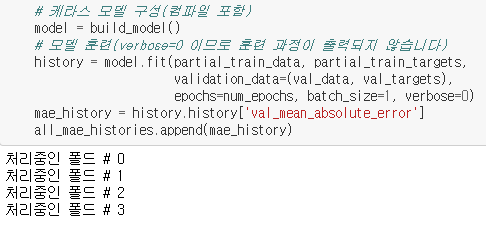 # 케라스 모델 구성(컴파일 포함)
model = build_model()
# 모델 훈련(verbose=0 이므로 훈련 과정이 출력되지 않습니다)
history = model.fit(partial_train_data, partial_train_targets,
validation_data=(val_data, val_targets),
epochs=num_epochs, batch_size=1, verbose=0)
mae_history = history.history['val_mean_absolute_error']
all_mae_histories.append(mae_history)
처리중인 폴드 # 0
처리중인 폴드 # 1
처리중인 폴드 # 2
처리중인 폴드 # 3